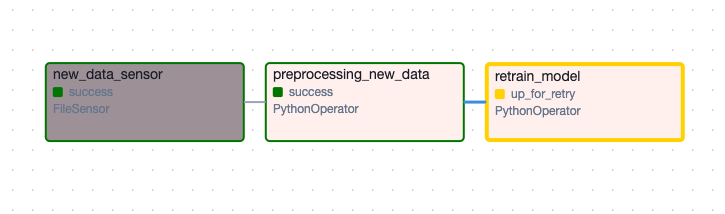 new_data_sensor
success
FileSensor
preprocessing_new_data
success
PythonOperator
retrain_model
up_for_retry
PythonOperator